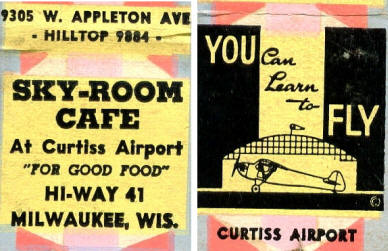 9305 W. APPLETON AVE
- HILLTOP 9884 -
SKY-ROOM
CAFE
At Curtiss Airport
"FOR GOOD FOOD"
HI-WAY 41
MILWAUKEE, WIS.
YOU Can
Learn
to
FLY
©
CURTISS AIRPORT